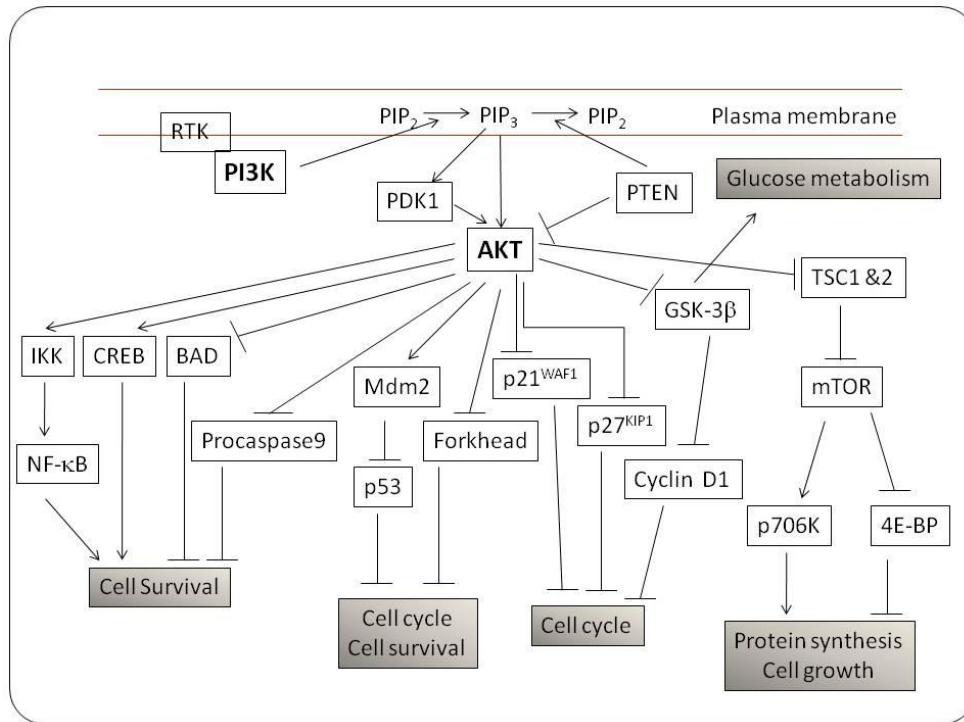 PIP2 PIP3 PIP2 Plasma membrane
RTK
PI3K
Glucose metabolism
PDK1
PTEN
AKT
TSC1 &2
GSK-3β
IKK CREB BAD
p21WAF1
Mdm2
mTOR
p27KIP1
Procaspase9
Forkhead
NF-κB
Cyclin D1
p53
p706K
4E-BP
Cell Survival
Cell cycle
Cell survival
Cell cycle
Protein synthesis
Cell growth